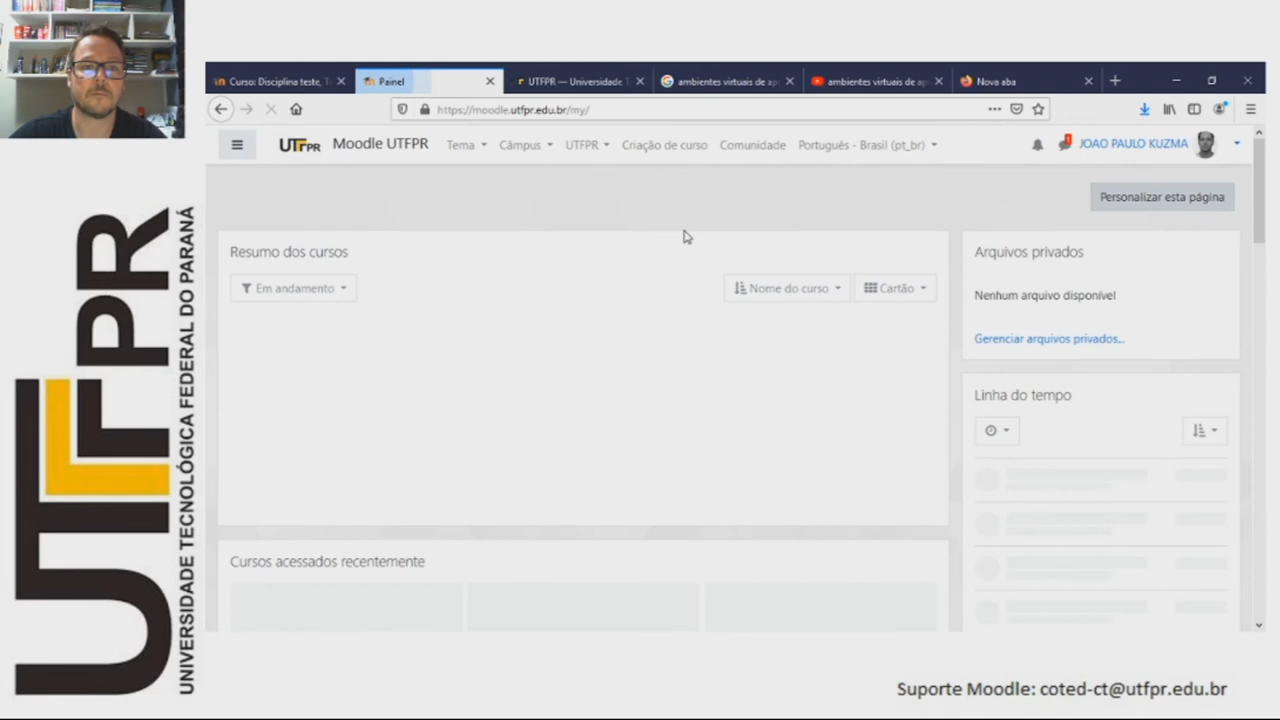 Curso: Disciplina teste, T
Painel
UTFPR — Universidade T
ambientes virtuais de ap
ambientes virtuais de ap
Nova aba
https://moodle.utfpr.edu.br/my/
UTFPR
Moodle UTFPR
Tema
Câmpus
UTFPR
Criação de curso
Comunidade
Português - Brasil (pt_br)
JOAO PAULO KUZMA
Personalizar esta página
Resumo dos cursos
Em andamento
Nome do curso
Cartão
Cursos acessados recentemente
Arquivos privados
Nenhum arquivo disponível
Gerenciar arquivos privados...
Linha do tempo
UTFPR
UNIVERSIDADE TECNOLÓGICA FEDERAL DO PARANÁ
Suporte Moodle: coted-ct@utfpr.edu.br